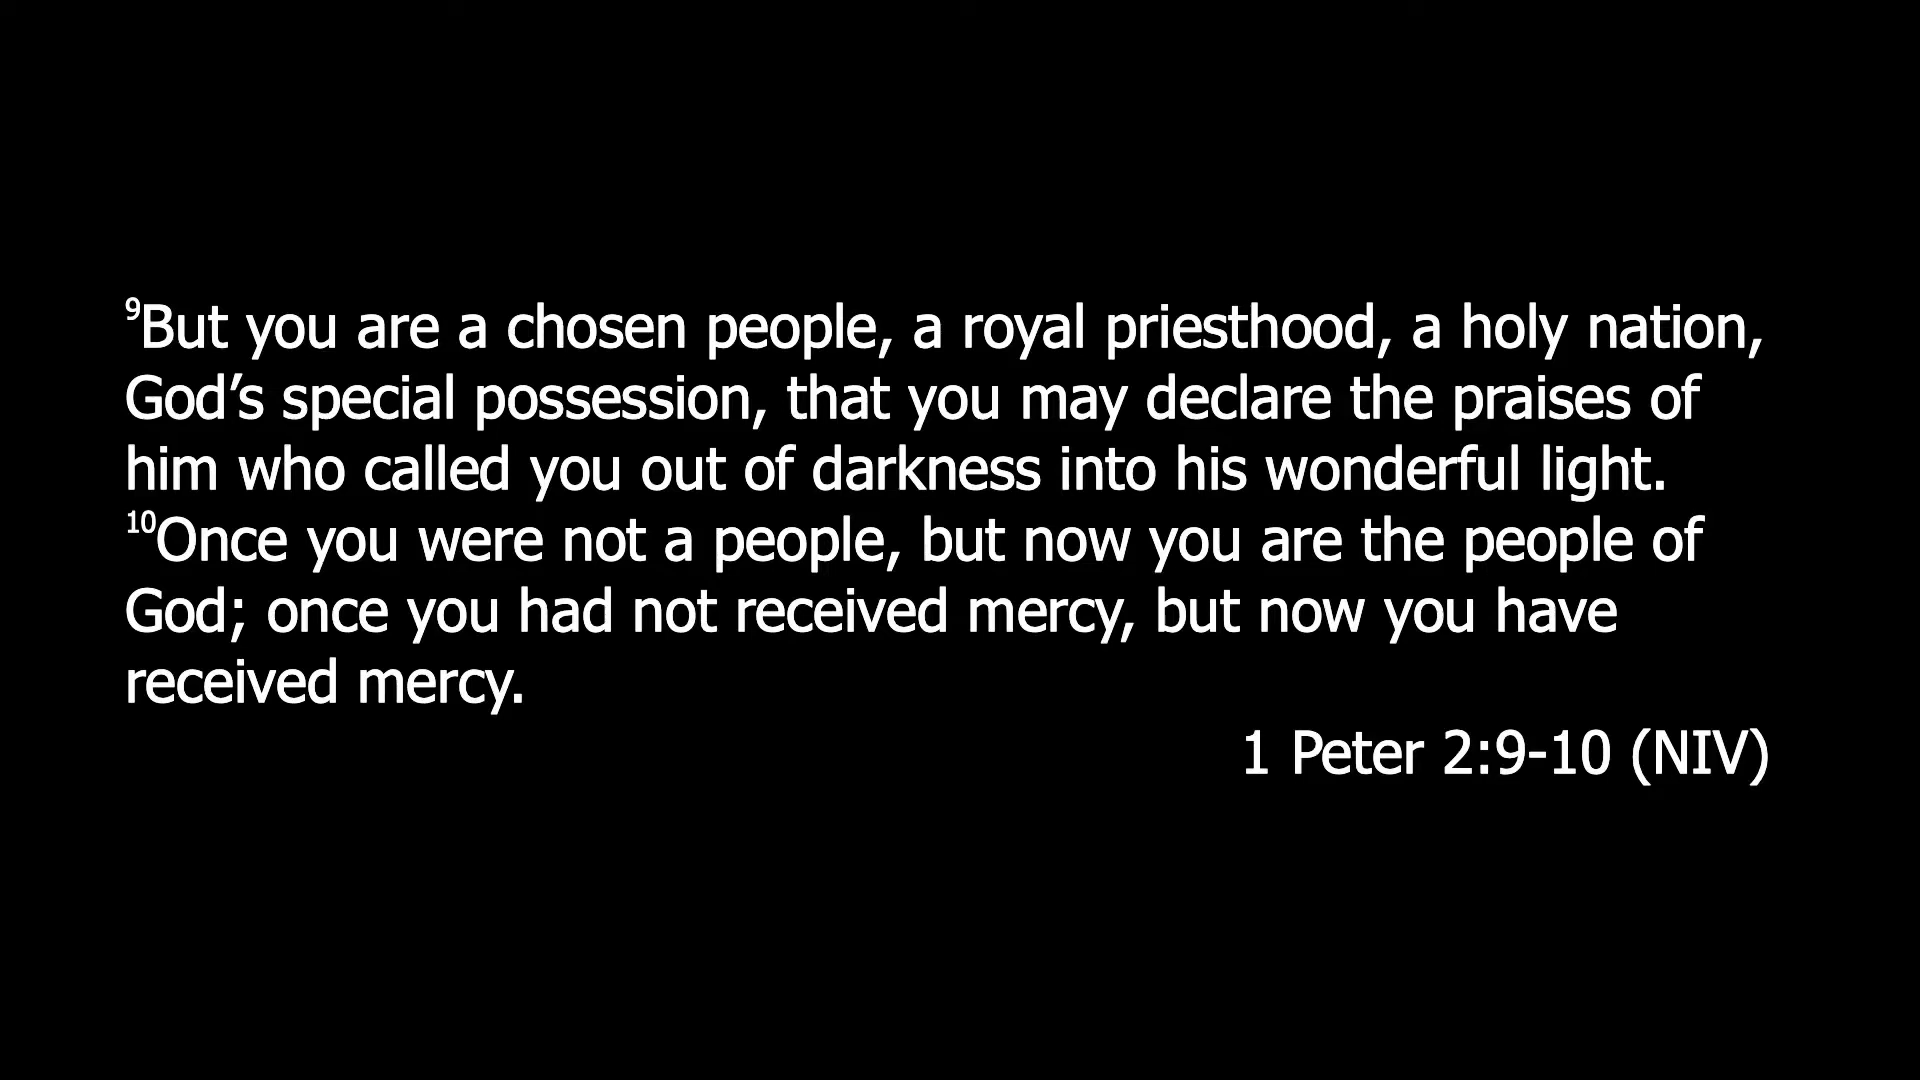 ⁹But you are a chosen people, a royal priesthood, a holy nation,
God’s special possession, that you may declare the praises of
him who called you out of darkness into his wonderful light.
¹⁰Once you were not a people, but now you are the people of
God; once you had not received mercy, but now you have
received mercy.
1 Peter 2:9-10 (NIV)